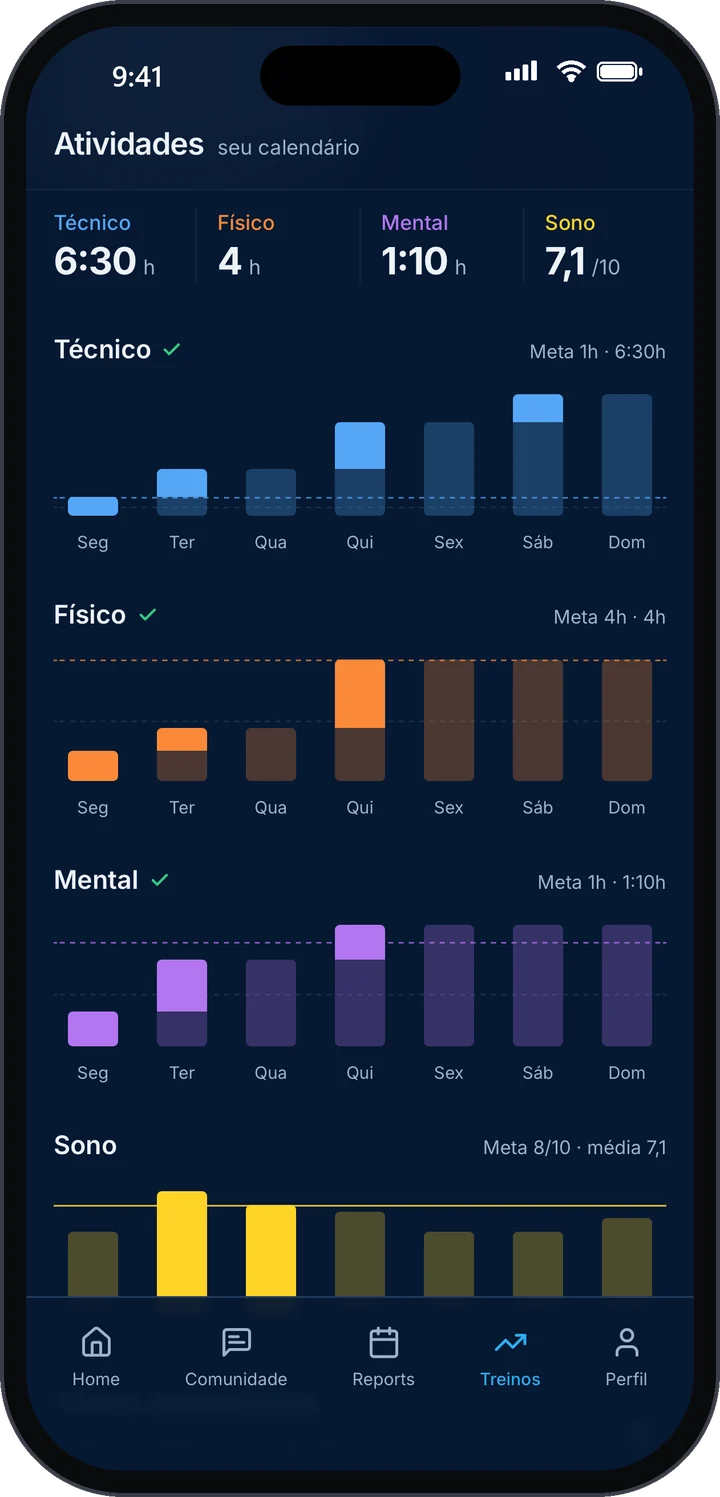 9:41
Atividades seu calendário
Técnico Físico Mental Sono
6:30 h 4 h 1:10 h 7,1 /10
Técnico Meta 1h · 6:30h
Seg Ter Qua Qui Sex Sáb Dom
Físico Meta 4h · 4h
Seg Ter Qua Qui Sex Sáb Dom
Mental Meta 1h · 1:10h
Seg Ter Qua Qui Sex Sáb Dom
Sono Meta 8/10 · média 7,1
Home Comunidade Reports Treinos Perfil